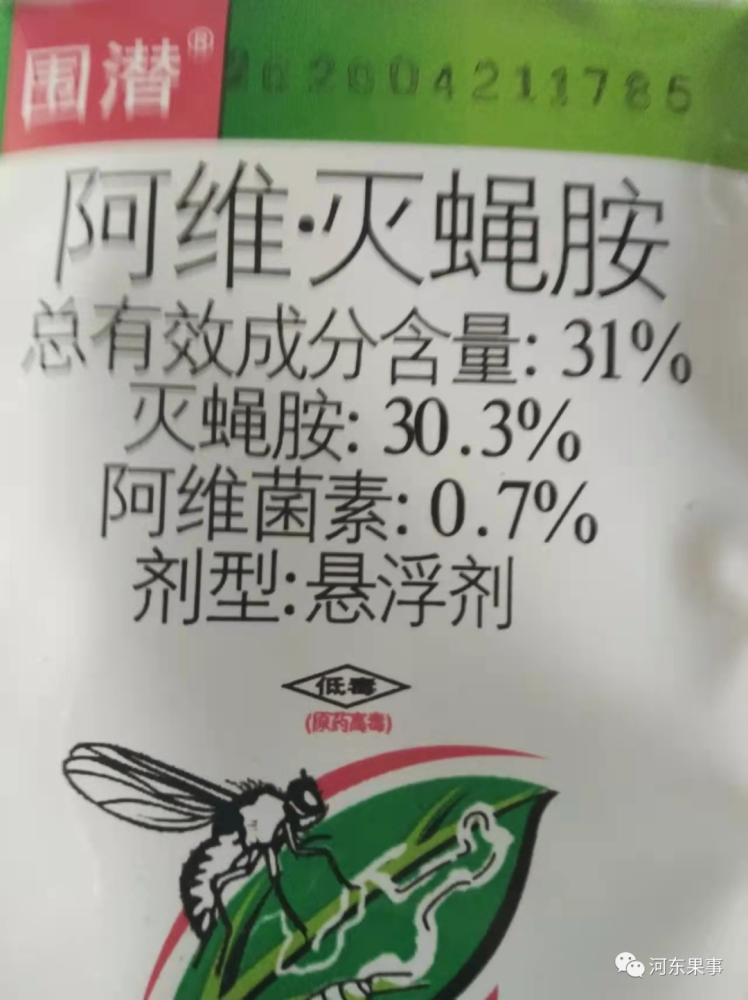 围潜®
202004211785
阿维·灭蝇胺
总有效成分含量: 31%
灭蝇胺: 30.3%
阿维菌素: 0.7%
剂型: 悬浮剂
低毒
(原药高毒)
河东果事